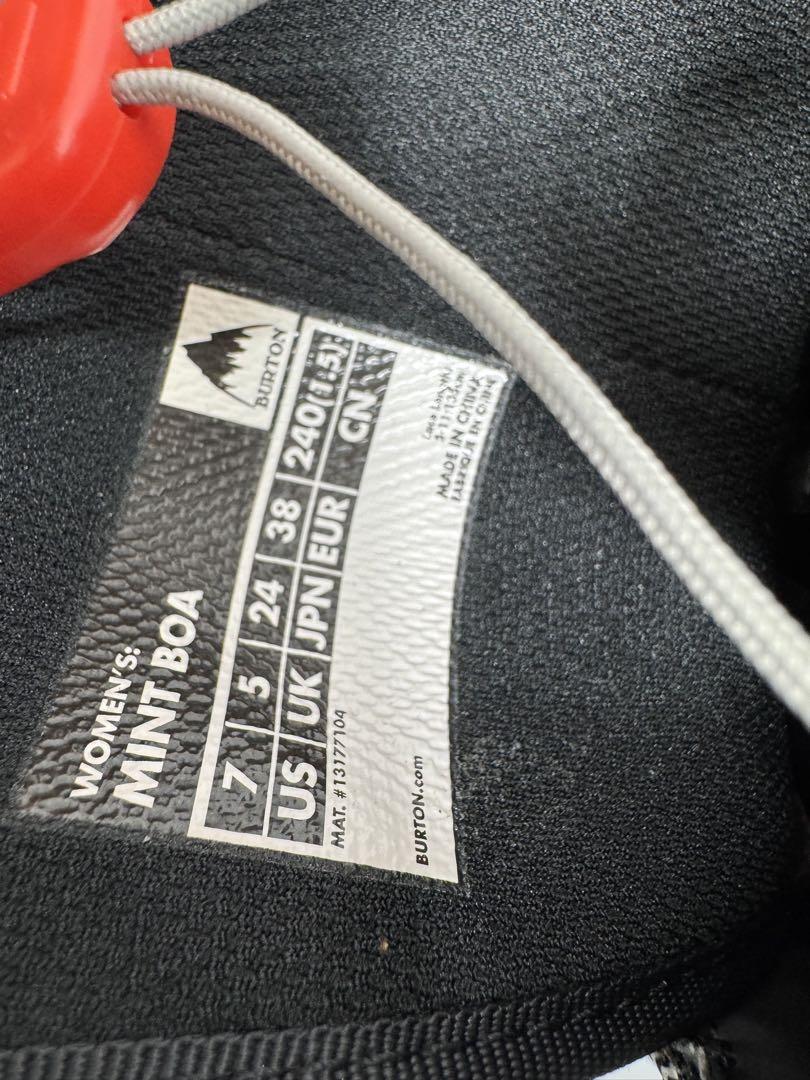 BURTON
WOMEN'S:
MINT BOA
7 5 24 38 240(1.5)
US UK JPN EUR CN
MAT. #13177104
BURTON.com
MADE IN CHINA